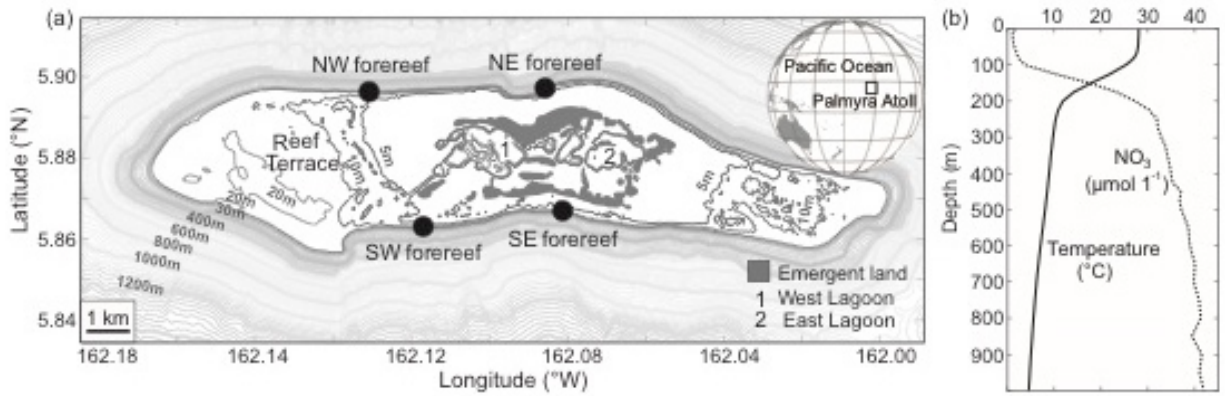 (a)
NW forereef
NE forereef
Pacific Ocean
Palmyra Atoll
5.90
5.88
5.86
5.84
Latitude (°N)
Reef
Terrace
5m
10m
1
2
5m
10m
20m
20m
30m
400m
600m
800m
1000m
1200m
SW forereef
SE forereef
Emergent land
1 West Lagoon
2 East Lagoon
1 km
162.18
162.14
162.12
162.08
162.04
162.00
Longitude (°W)
(b)
10
20
30
40
0
100
200
300
400
500
600
700
800
900
Depth (m)
NO3
(μmol 1⁻¹)
Temperature
(°C)